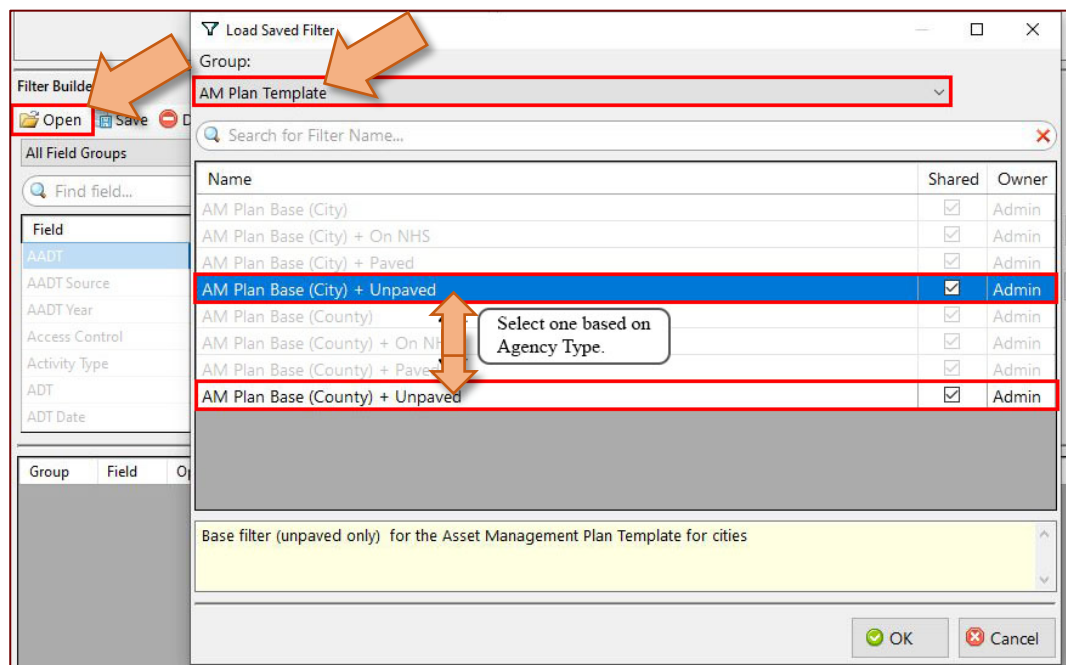 Load Saved Filter
Group:
AM Plan Template
Filter Builde
Open Save D
All Field Groups
Find field...
Field
AADT
AADT Source
AADT Year
Access Control
Activity Type
ADT
ADT Date
Group Field Op
Search for Filter Name...
Name Shared Owner
AM Plan Base (City) Admin
AM Plan Base (City) + On NHS Admin
AM Plan Base (City) + Paved Admin
AM Plan Base (City) + Unpaved Admin
AM Plan Base (County) Admin
AM Plan Base (County) + On NH Admin
AM Plan Base (County) + Paved Admin
AM Plan Base (County) + Unpaved Admin
Select one based on
Agency Type.
Base filter (unpaved only) for the Asset Management Plan Template for cities
OK Cancel